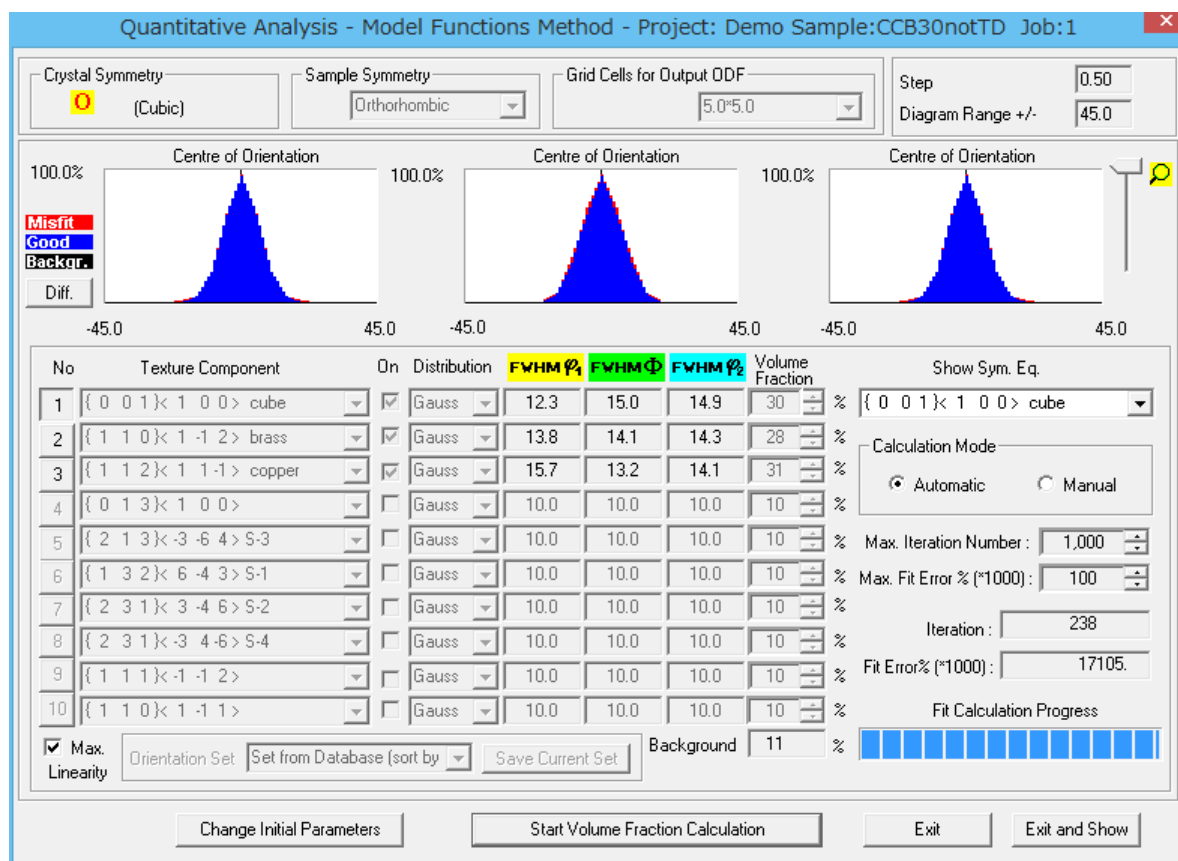 Quantitative Analysis - Model Functions Method - Project: Demo Sample:CCB30notTD Job:1
Crystal Symmetry
O (Cubic)
Sample Symmetry
Orthorhombic
Grid Cells for Output ODF
5.0*5.0
Step 0.50
Diagram Range +/- 45.0
Centre of Orientation Centre of Orientation Centre of Orientation
100.0% 100.0% 100.0%
Misfit
Good
Backgr.
Diff.
-45.0 45.0 -45.0 45.0 -45.0 45.0
No Texture Component On Distribution FWHM φ1 FWHM Φ FWHM φ2 Volume Fraction
1 { 0 0 1}< 1 0 0> cube Gauss 12.3 15.0 14.9 30 %
2 { 1 1 0}< 1 -1 2> brass Gauss 13.8 14.1 14.3 28 %
3 { 1 1 2}< 1 1 -1> copper Gauss 15.7 13.2 14.1 31 %
4 { 0 1 3}< 1 0 0> Gauss 10.0 10.0 10.0 10 %
5 { 2 1 3}< -3 -6 4> S-3 Gauss 10.0 10.0 10.0 10 %
6 { 1 3 2}< 6 -4 3> S-1 Gauss 10.0 10.0 10.0 10 %
7 { 2 3 1}< 3 -4 6> S-2 Gauss 10.0 10.0 10.0 10 %
8 { 2 3 1}< -3 4 -6> S-4 Gauss 10.0 10.0 10.0 10 %
9 { 1 1 1}< -1 -1 2> Gauss 10.0 10.0 10.0 10 %
10 { 1 1 0}< 1 -1 1> Gauss 10.0 10.0 10.0 10 %
Max. Linearity
Orientation Set Set from Database (sort by Save Current Set
Background 11 %
Show Sym. Eq.
{ 0 0 1}< 1 0 0> cube
Calculation Mode
Automatic Manual
Max. Iteration Number : 1,000
Max. Fit Error % (*1000) : 100
Iteration : 238
Fit Error% (*1000) : 17105.
Fit Calculation Progress
Change Initial Parameters Start Volume Fraction Calculation Exit Exit and Show